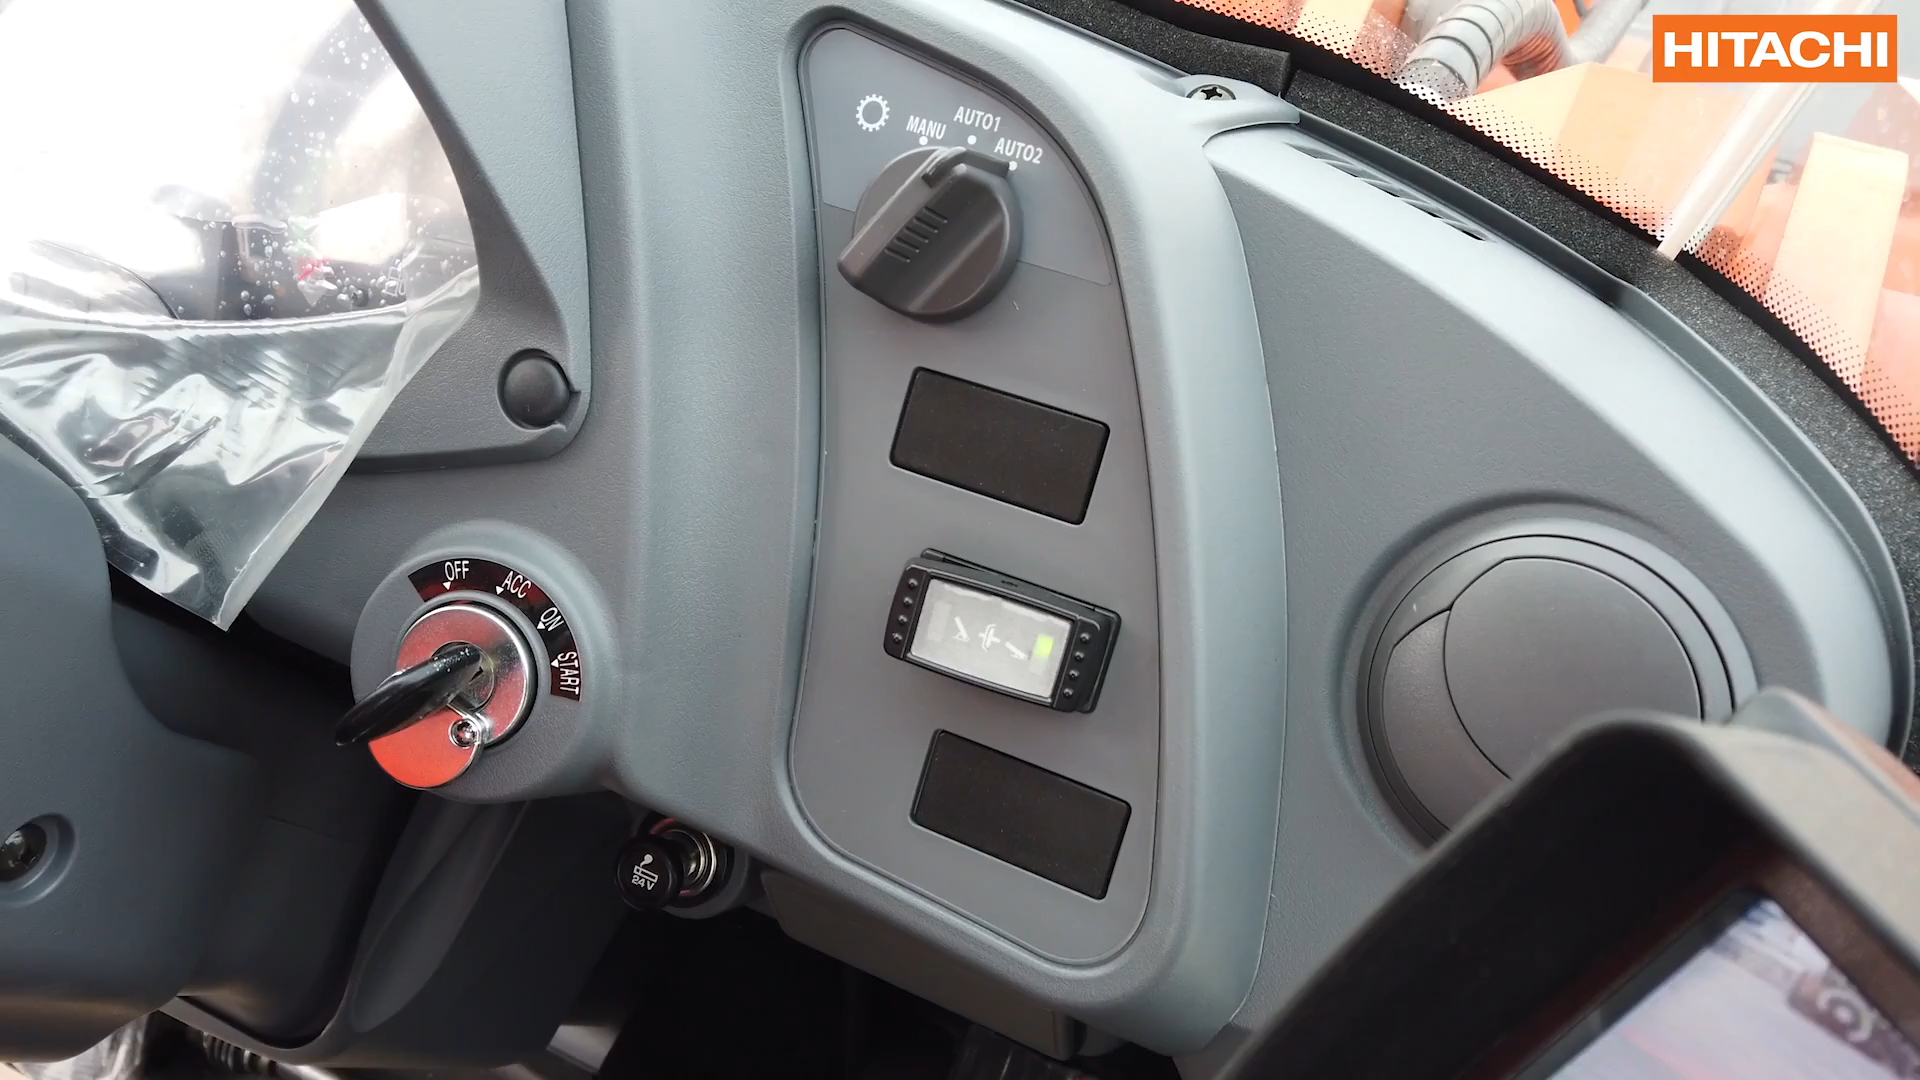 HITACHI
MANU
AUTO1
AUTO2
OFF
ACC
ON
START
24V